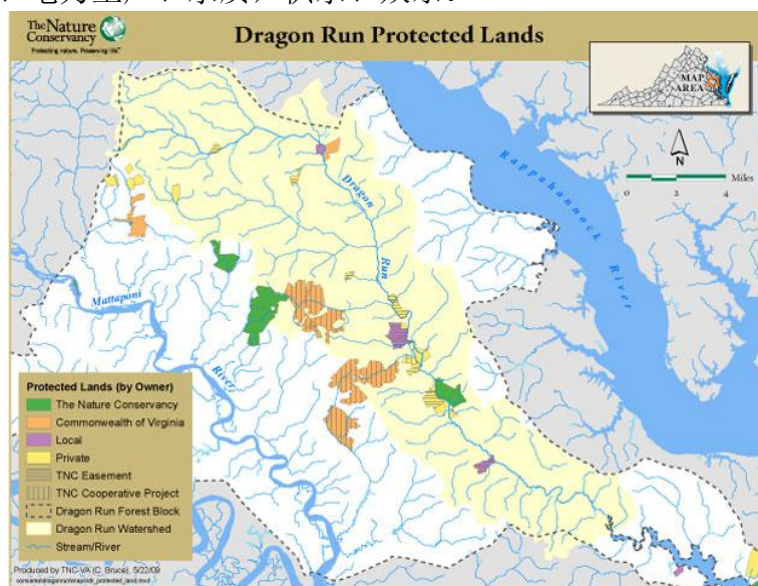 The Nature
Conservancy
Protecting nature. Preserving life.™
Dragon Run Protected Lands
MAP
AREA
N
0 2 4 Miles
Rappahannock River
Dragon Run
Mattaponi River
Protected Lands (by Owner)
The Nature Conservancy
Commonwealth of Virginia
Local
Private
TNC Easement
TNC Cooperative Project
Dragon Run Forest Block
Dragon Run Watershed
Stream/River
Produced by TNC-VA (C. Bruce), 5/22/09